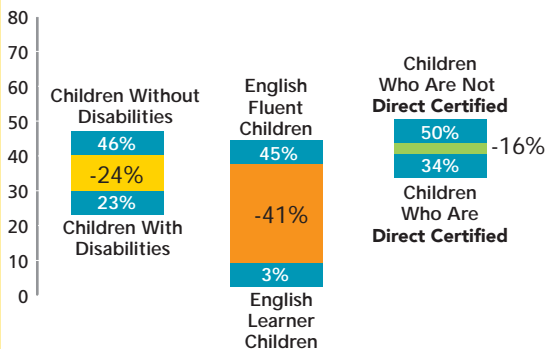 80
70
60
50
40
30
20
10
0
Children Without
Disabilities
46%
-24%
23%
Children With
Disabilities
English
Fluent
Children
45%
-41%
3%
English
Learner
Children
Children
Who Are Not
Direct Certified
50%
-16%
34%
Children
Who Are
Direct Certified